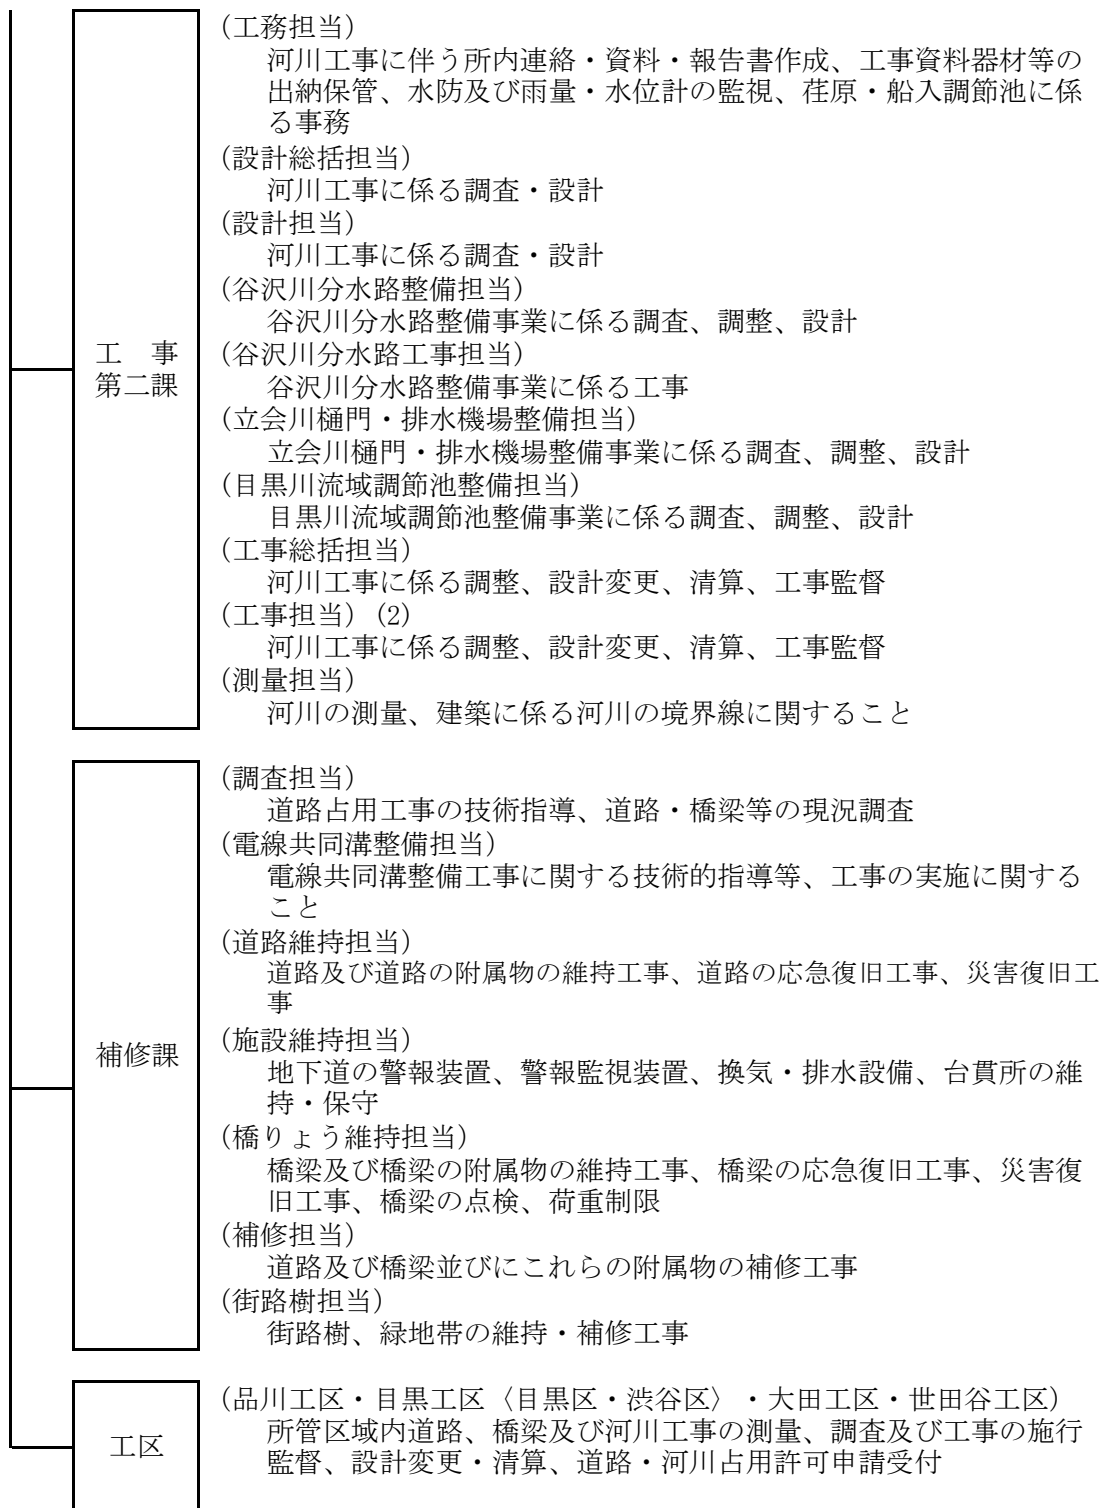 工　事
第二課
(工務担当)
河川工事に伴う所内連絡・資料・報告書作成、工事資料器材等の
出納保管、水防及び雨量・水位計の監視、荏原・船入調節池に係
る事務
(設計総括担当)
河川工事に係る調査・設計
(設計担当)
河川工事に係る調査・設計
(谷沢川分水路整備担当)
谷沢川分水路整備事業に係る調査、調整、設計
(谷沢川分水路工事担当)
谷沢川分水路整備事業に係る工事
(立会川樋門・排水機場整備担当)
立会川樋門・排水機場整備事業に係る調査、調整、設計
(目黒川流域調節池整備担当)
目黒川流域調節池整備事業に係る調査、調整、設計
(工事総括担当)
河川工事に係る調整、設計変更、清算、工事監督
(工事担当) (2)
河川工事に係る調整、設計変更、清算、工事監督
(測量担当)
河川の測量、建築に係る河川の境界線に関すること
補修課
(調査担当)
道路占用工事の技術指導、道路・橋梁等の現況調査
(電線共同溝整備担当)
電線共同溝整備工事に関する技術的指導等、工事の実施に関する
こと
(道路維持担当)
道路及び道路の附属物の維持工事、道路の応急復旧工事、災害復旧工
事
(施設維持担当)
地下道の警報装置、警報監視装置、換気・排水設備、台貫所の維
持・保守
(橋りょう維持担当)
橋梁及び橋梁の附属物の維持工事、橋梁の応急復旧工事、災害復
旧工事、橋梁の点検、荷重制限
(補修担当)
道路及び橋梁並びにこれらの附属物の補修工事
(街路樹担当)
街路樹、緑地帯の維持・補修工事
工区
(品川工区・目黒工区〈目黒区・渋谷区〉・大田工区・世田谷工区)
所管区域内道路、橋梁及び河川工事の測量、調査及び工事の施行
監督、設計変更・清算、道路・河川占用許可申請受付